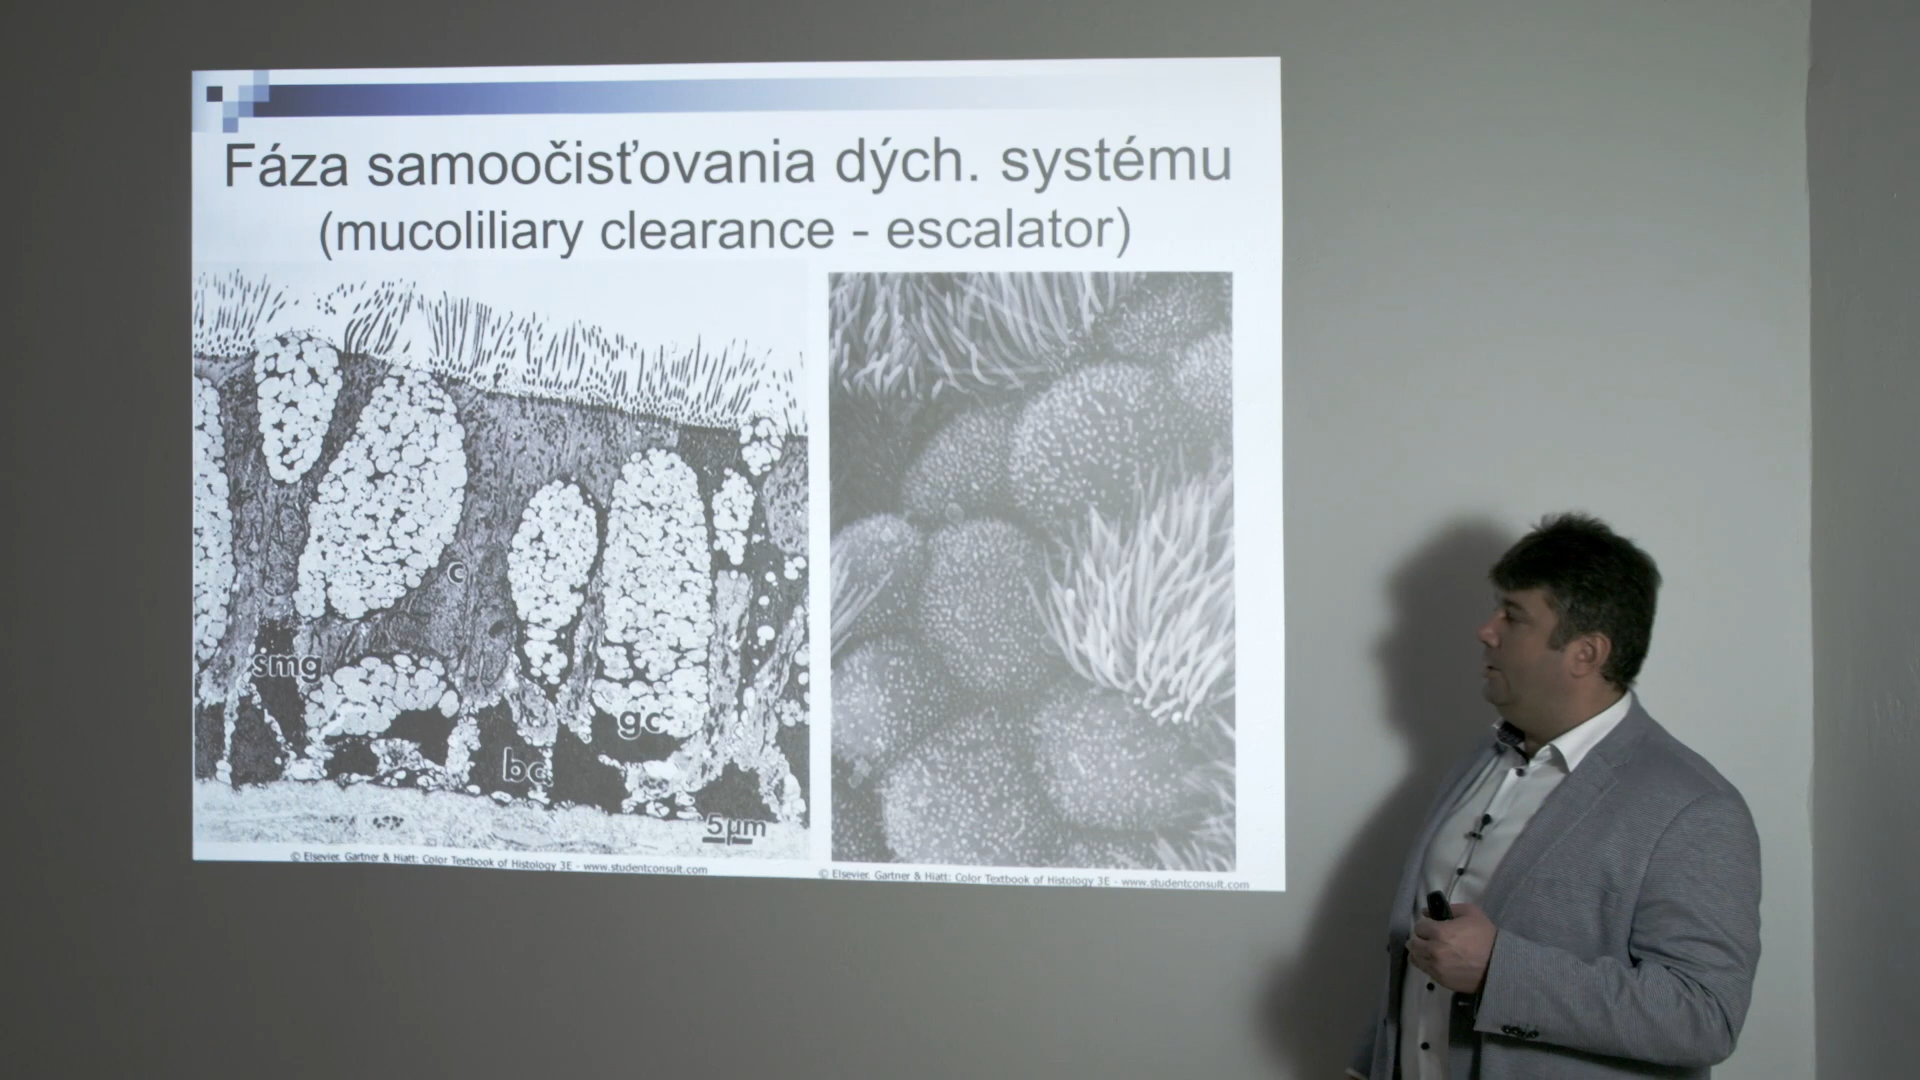 Fáza samoočisťovania dých. systému
(mucoliliary clearance - escalator)
c
smg
gc
bc
5µm
© Elsevier. Gartner & Hiatt: Color Textbook of Histology 3E - www.studentconsult.com
© Elsevier. Gartner & Hiatt: Color Textbook of Histology 3E - www.studentconsult.com